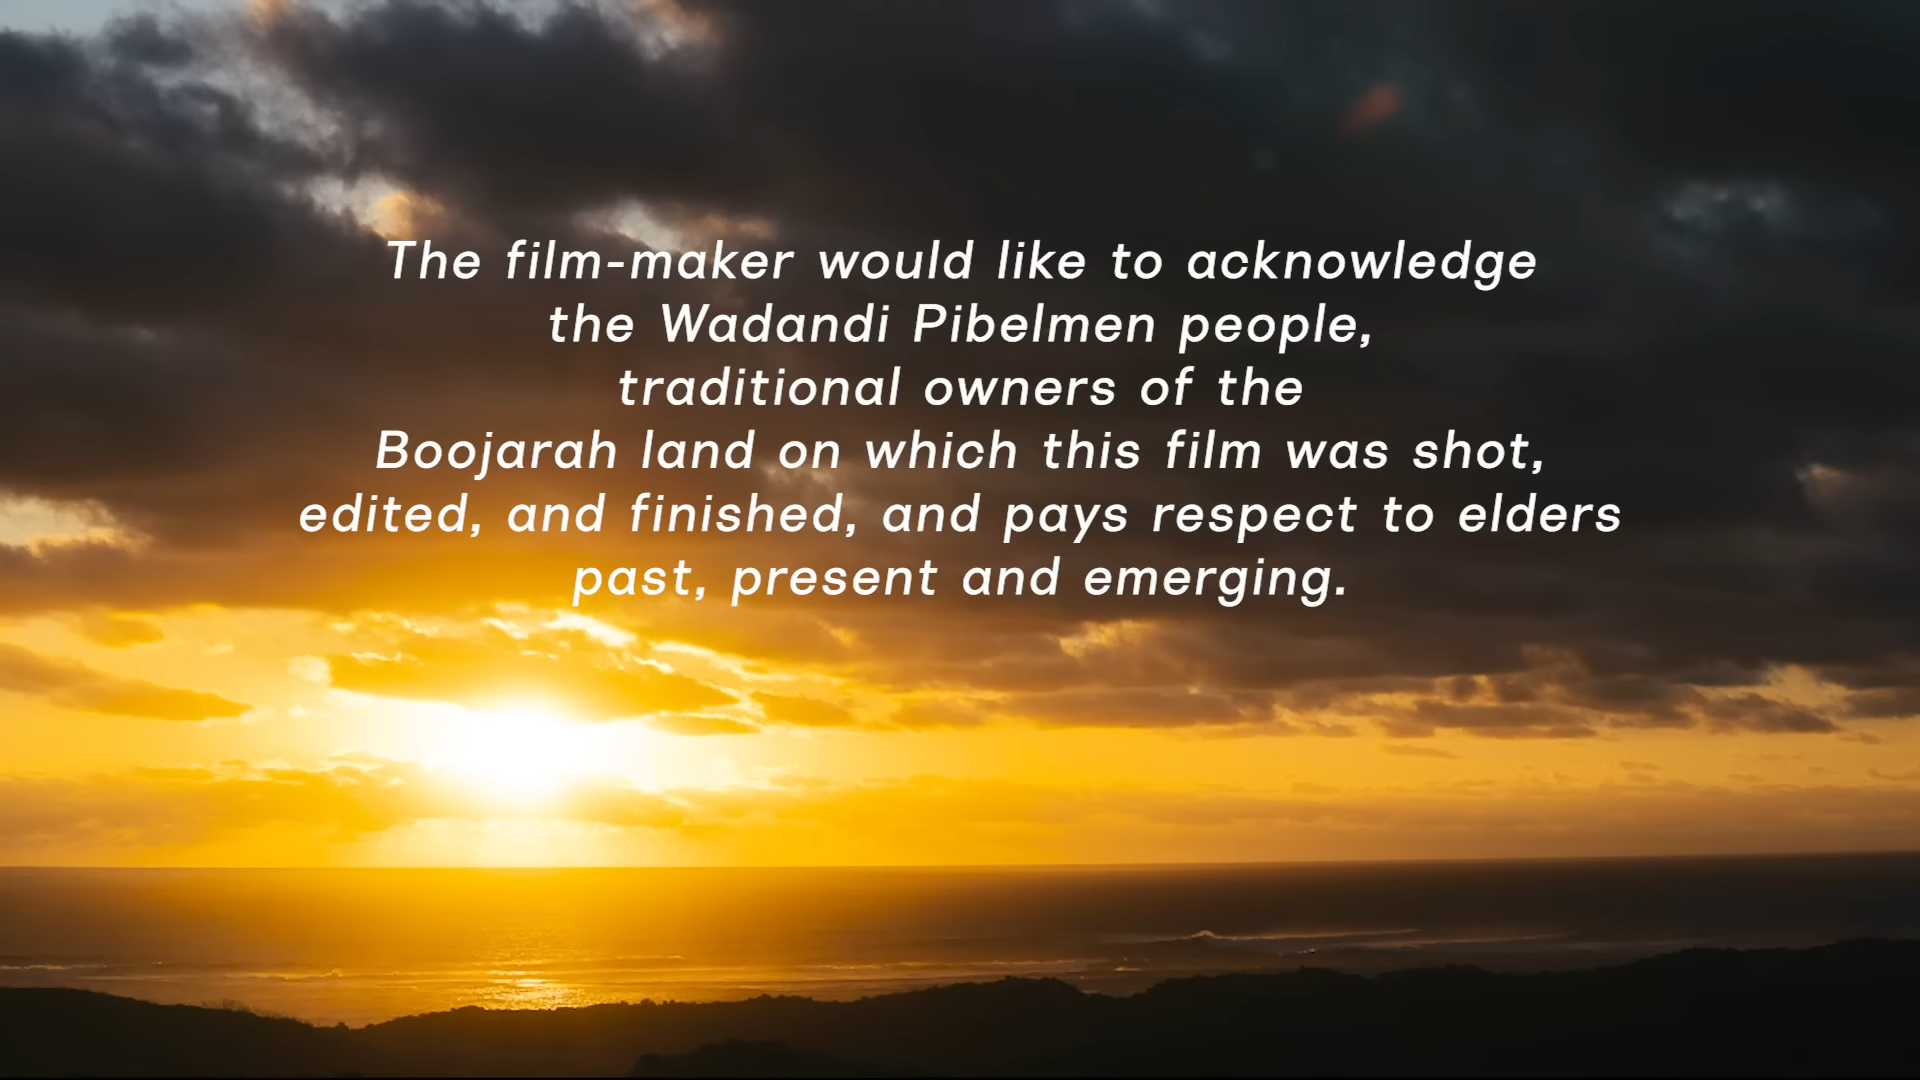 The film-maker would like to acknowledge
the Wadandi Pibelmen people,
traditional owners of the
Boojarah land on which this film was shot,
edited, and finished, and pays respect to elders
past, present and emerging.